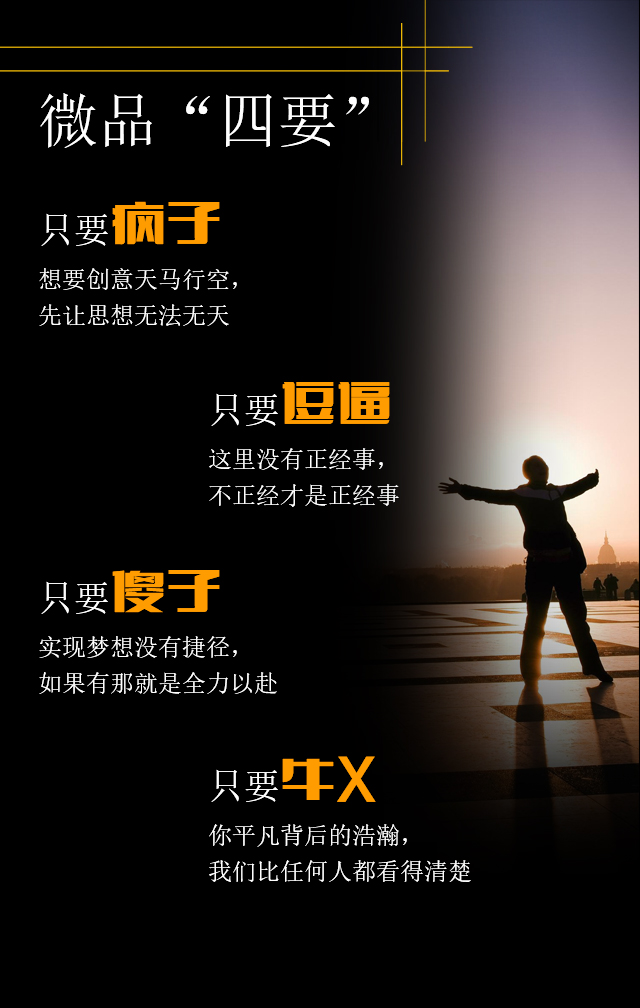 微品“四要”
只要疯子
想要创意天马行空，
先让思想无法无天
只要逗逼
这里没有正经事，
不正经才是正经事
只要傻子
实现梦想没有捷径，
如果有那就是全力以赴
只要牛X
你平凡背后的浩瀚，
我们比任何人都看得清楚